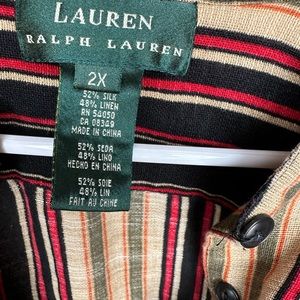 LAUREN
RALPH LAUREN
2X
52% SILK
48% LINEN
RN 54050
CA 08349
MADE IN CHINA
52% SEDA
48% LINO
HECHO EN CHINA
52% SOIE
48% LIN
FAIT AU CHINE